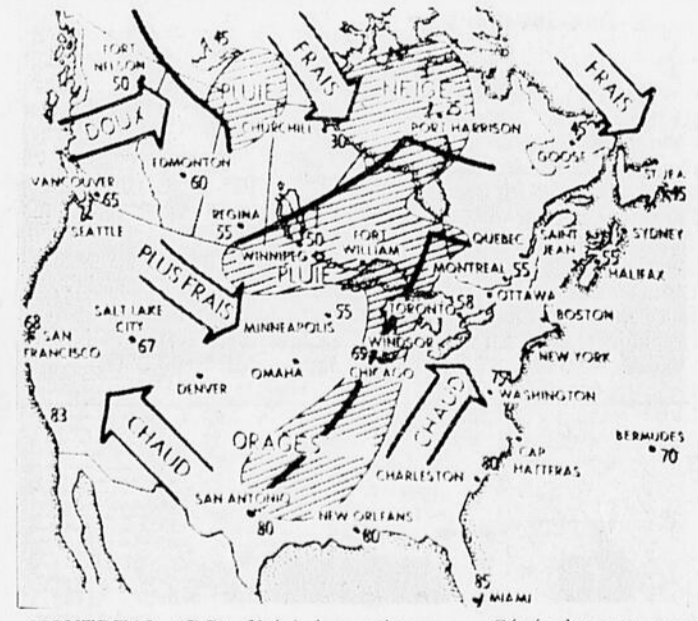 FORT
NELSON
50
45
DOUX
PLUIE
FRAIS
NEIGE
25
CHURCHILL
30
PORT HARRISON
FRAIS
45
GOOSE
EDMONTON
60
VANCOUVER
65
SEATTLE
REGINA
55
50
WINNIPEG
PLUIE
FORT
WILLIAM
QUEBEC
MONTREAL
55
SAINT
JEAN
SYDNEY
55
HALIFAX
PLUS FRAIS
OTTAWA
TORONTO
58
BOSTON
SALT LAKE
CITY
67
68
SAN
FRANCISCO
MINNEAPOLIS
55
WINDSOR
69
CHICAGO
NEW YORK
OMAHA
DENVER
75
WASHINGTON
83
CHAUD
CHAUD
ORAGES
BERMUDES
70
CAP
HATTERAS
CHARLESTON
80
SAN ANTONIO
80
NEW ORLEANS
80
85
MIAMI